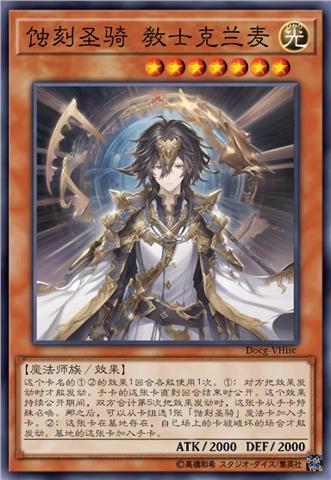 蚀刻圣骑 教士克兰麦
光
Docg-VHisc
【魔法师族/效果】
这个卡名的①②的效果1回合各能使用1次。①：对方把效果发
动时才能发动。手卡的这张卡直到回合结束时公开。这个效果持
续公开期间，双方合计第5次把效果发动时，这张卡从手卡特
殊召唤。那之后，可以从卡组选1张「蚀刻圣骑」魔法卡加入手
卡。②：这张卡在墓地存在，自己场上的卡被破坏的场合才能
发动。墓地的这张卡加入手卡。
ATK / 2000 DEF / 2000
©高橋和希 スタジオ・ダイス/集英社